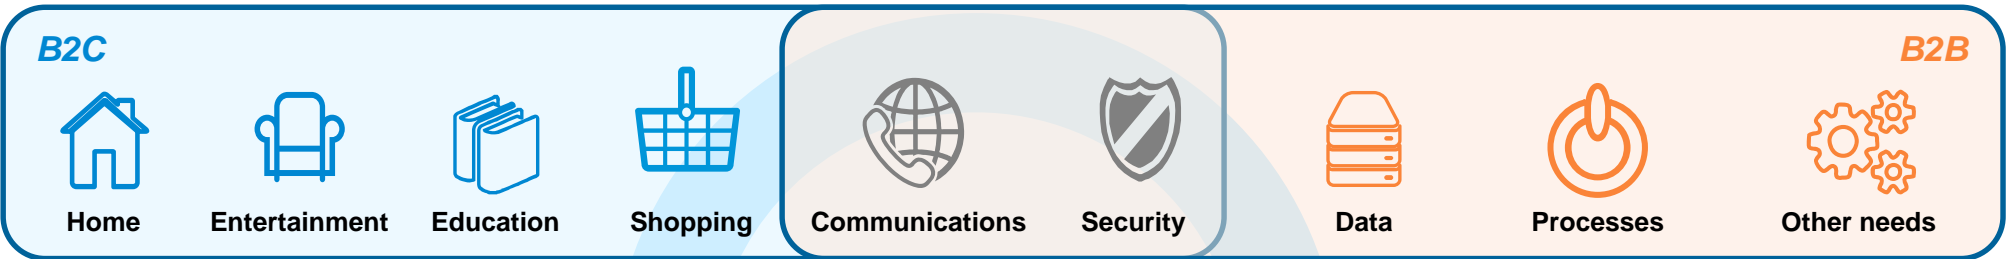 B2C
B2B
Home
Entertainment
Education
Shopping
Communications
Security
Data
Processes
Other needs